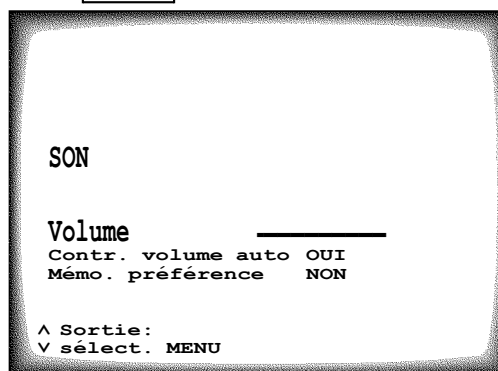 SON
Volume
Contr. volume auto OUI
Mémo. préférence NON
∧ Sortie:
∨ sélect. MENU